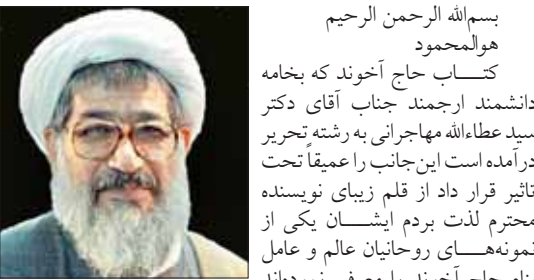 بسم‌الله الرحمن الرحیم
هوالمحمود
کتـــاب حاج آخوند که بخامه
دانشمند ارجمند جناب آقای دکتر
سید عطاءالله مهاجرانی به رشته تحریر
درآمده است این‌جانب را عمیقاً تحت
تاثیر قرار داد از قلم زیبای نویسنده
محترم لذت بردم ایشـــان یکی از
نمونه‌هـــای روحانیان عالم و عامل